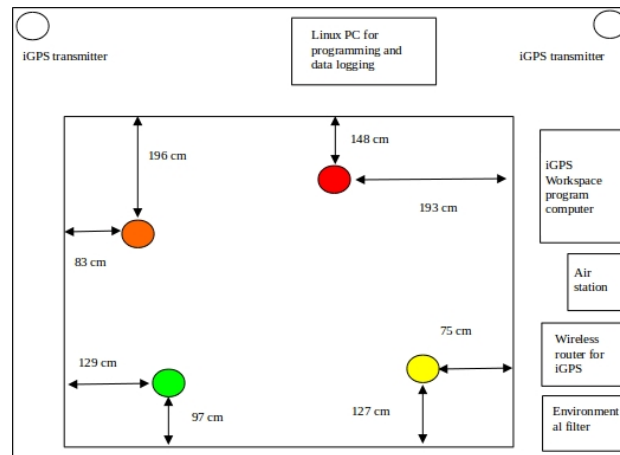 iGPS transmitter
Linux PC for
programming and
data logging
iGPS transmitter
196 cm
148 cm
193 cm
83 cm
iGPS
Workspace
program
computer
Air
station
75 cm
129 cm
Wireless
router for
iGPS
97 cm
127 cm
Environment
al filter